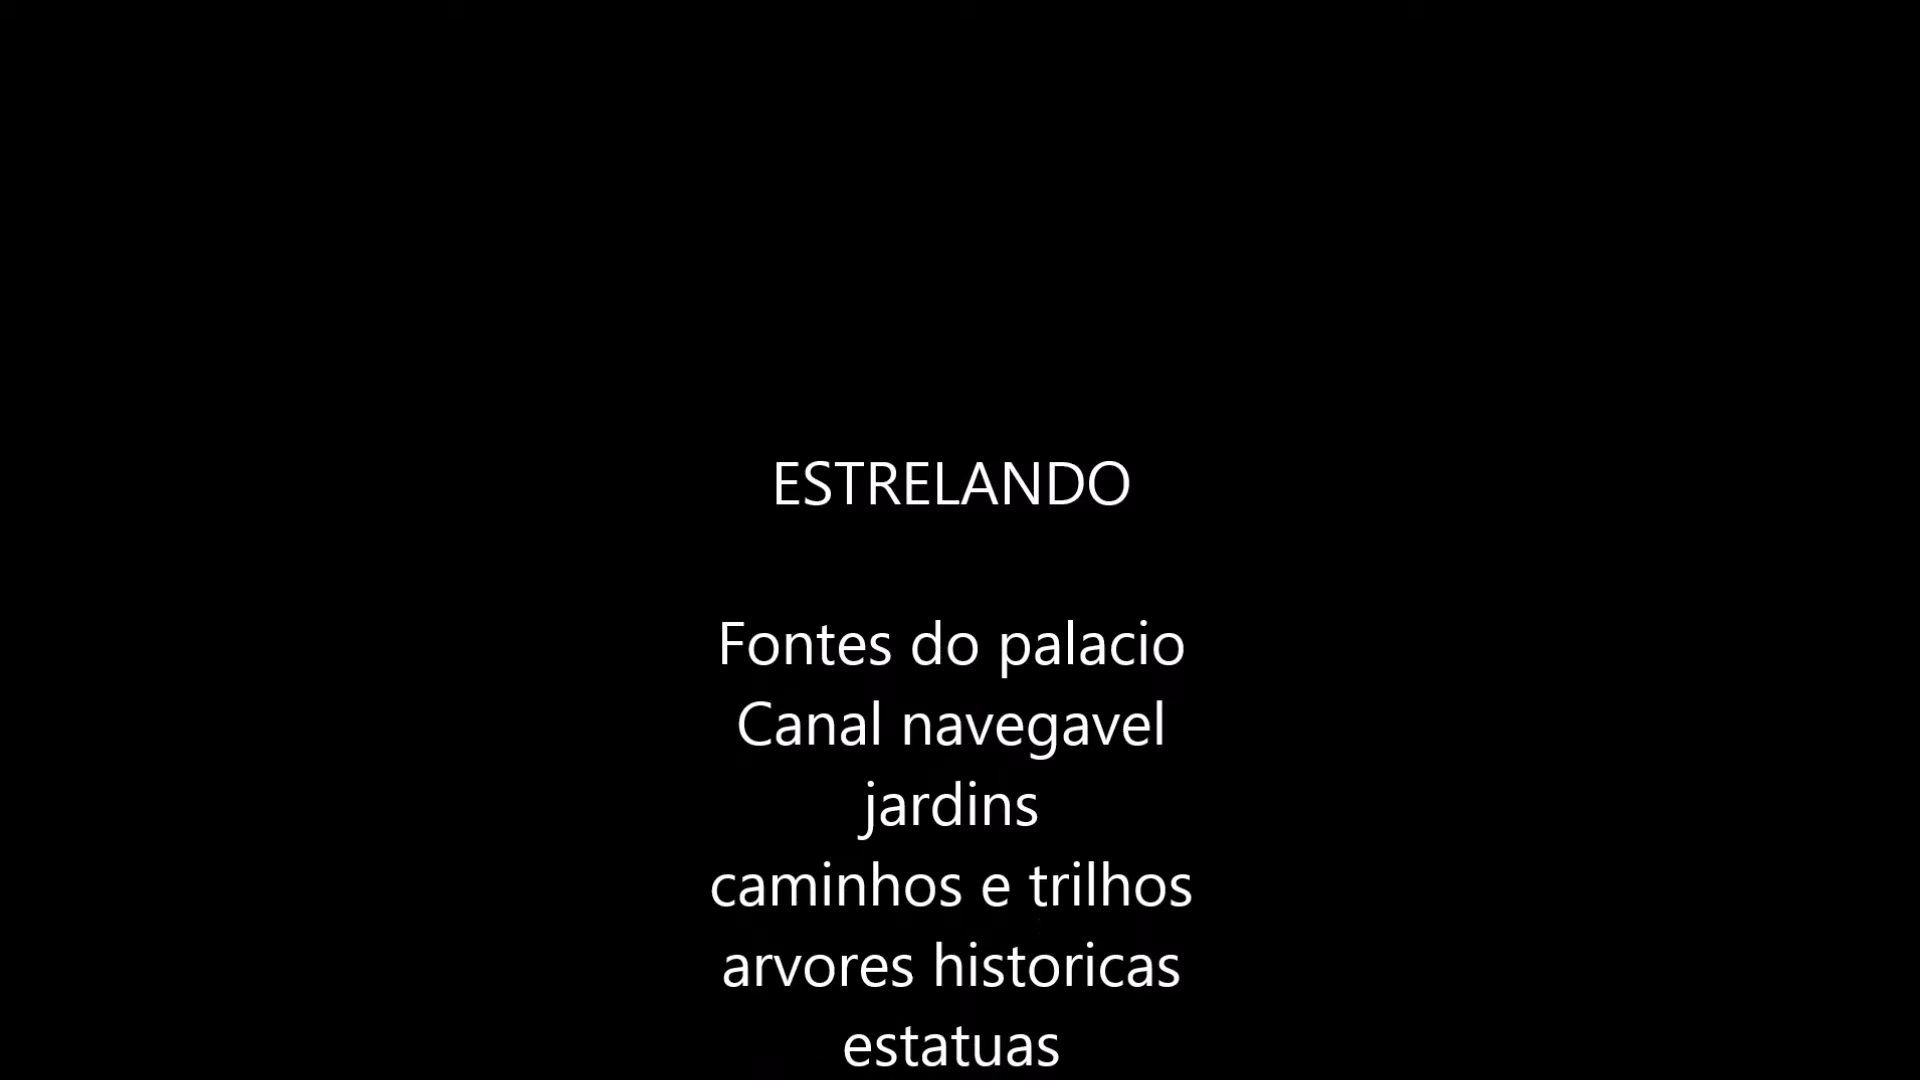 ESTRELANDO
Fontes do palacio
Canal navegavel
jardins
caminhos e trilhos
arvores historicas
estatuas